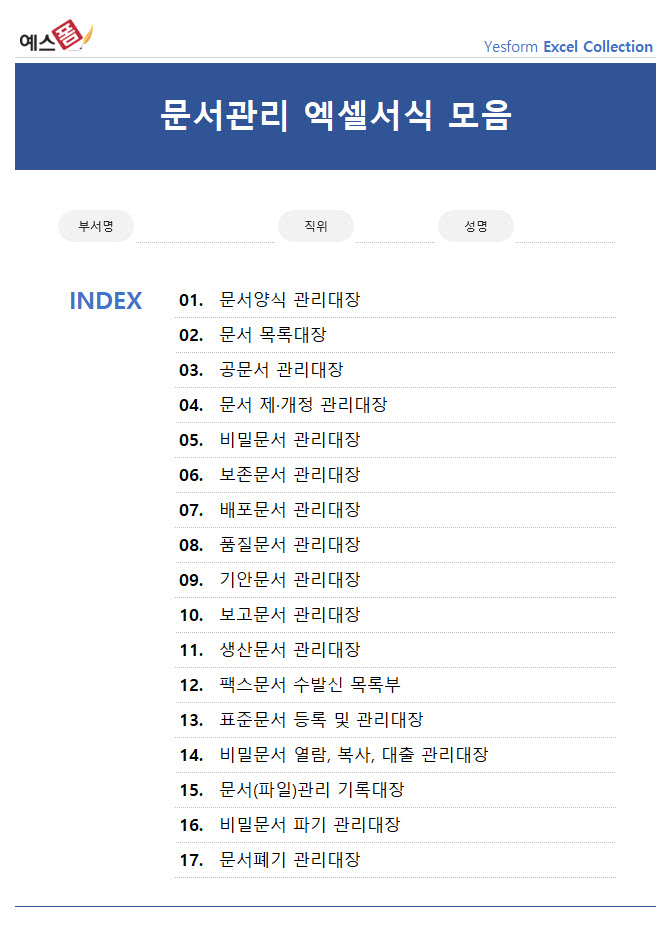 예스폼
Yesform Excel Collection
문서관리 엑셀서식 모음
부서명 직위 성명
INDEX
01. 문서양식 관리대장
02. 문서 목록대장
03. 공문서 관리대장
04. 문서 제·개정 관리대장
05. 비밀문서 관리대장
06. 보존문서 관리대장
07. 배포문서 관리대장
08. 품질문서 관리대장
09. 기안문서 관리대장
10. 보고문서 관리대장
11. 생산문서 관리대장
12. 팩스문서 수발신 목록부
13. 표준문서 등록 및 관리대장
14. 비밀문서 열람, 복사, 대출 관리대장
15. 문서(파일)관리 기록대장
16. 비밀문서 파기 관리대장
17. 문서폐기 관리대장